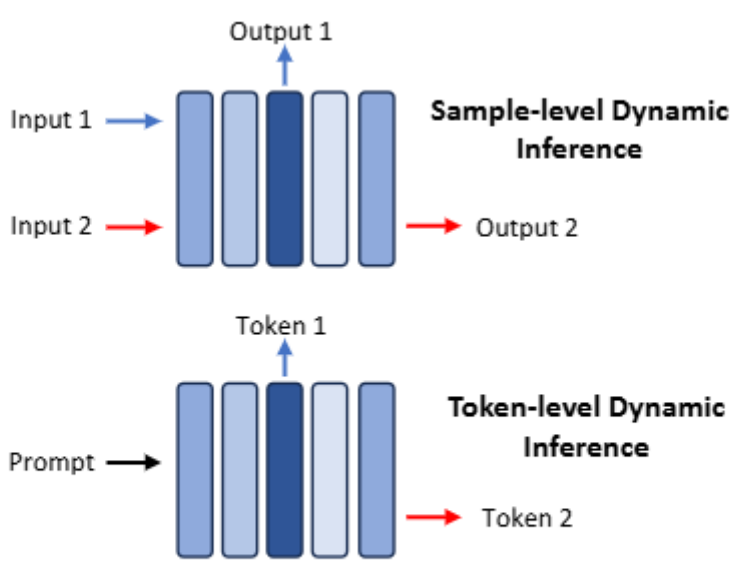 Output 1
Input 1
Sample-level Dynamic
Inference
Input 2
Output 2
Token 1
Token-level Dynamic
Inference
Prompt
Token 2